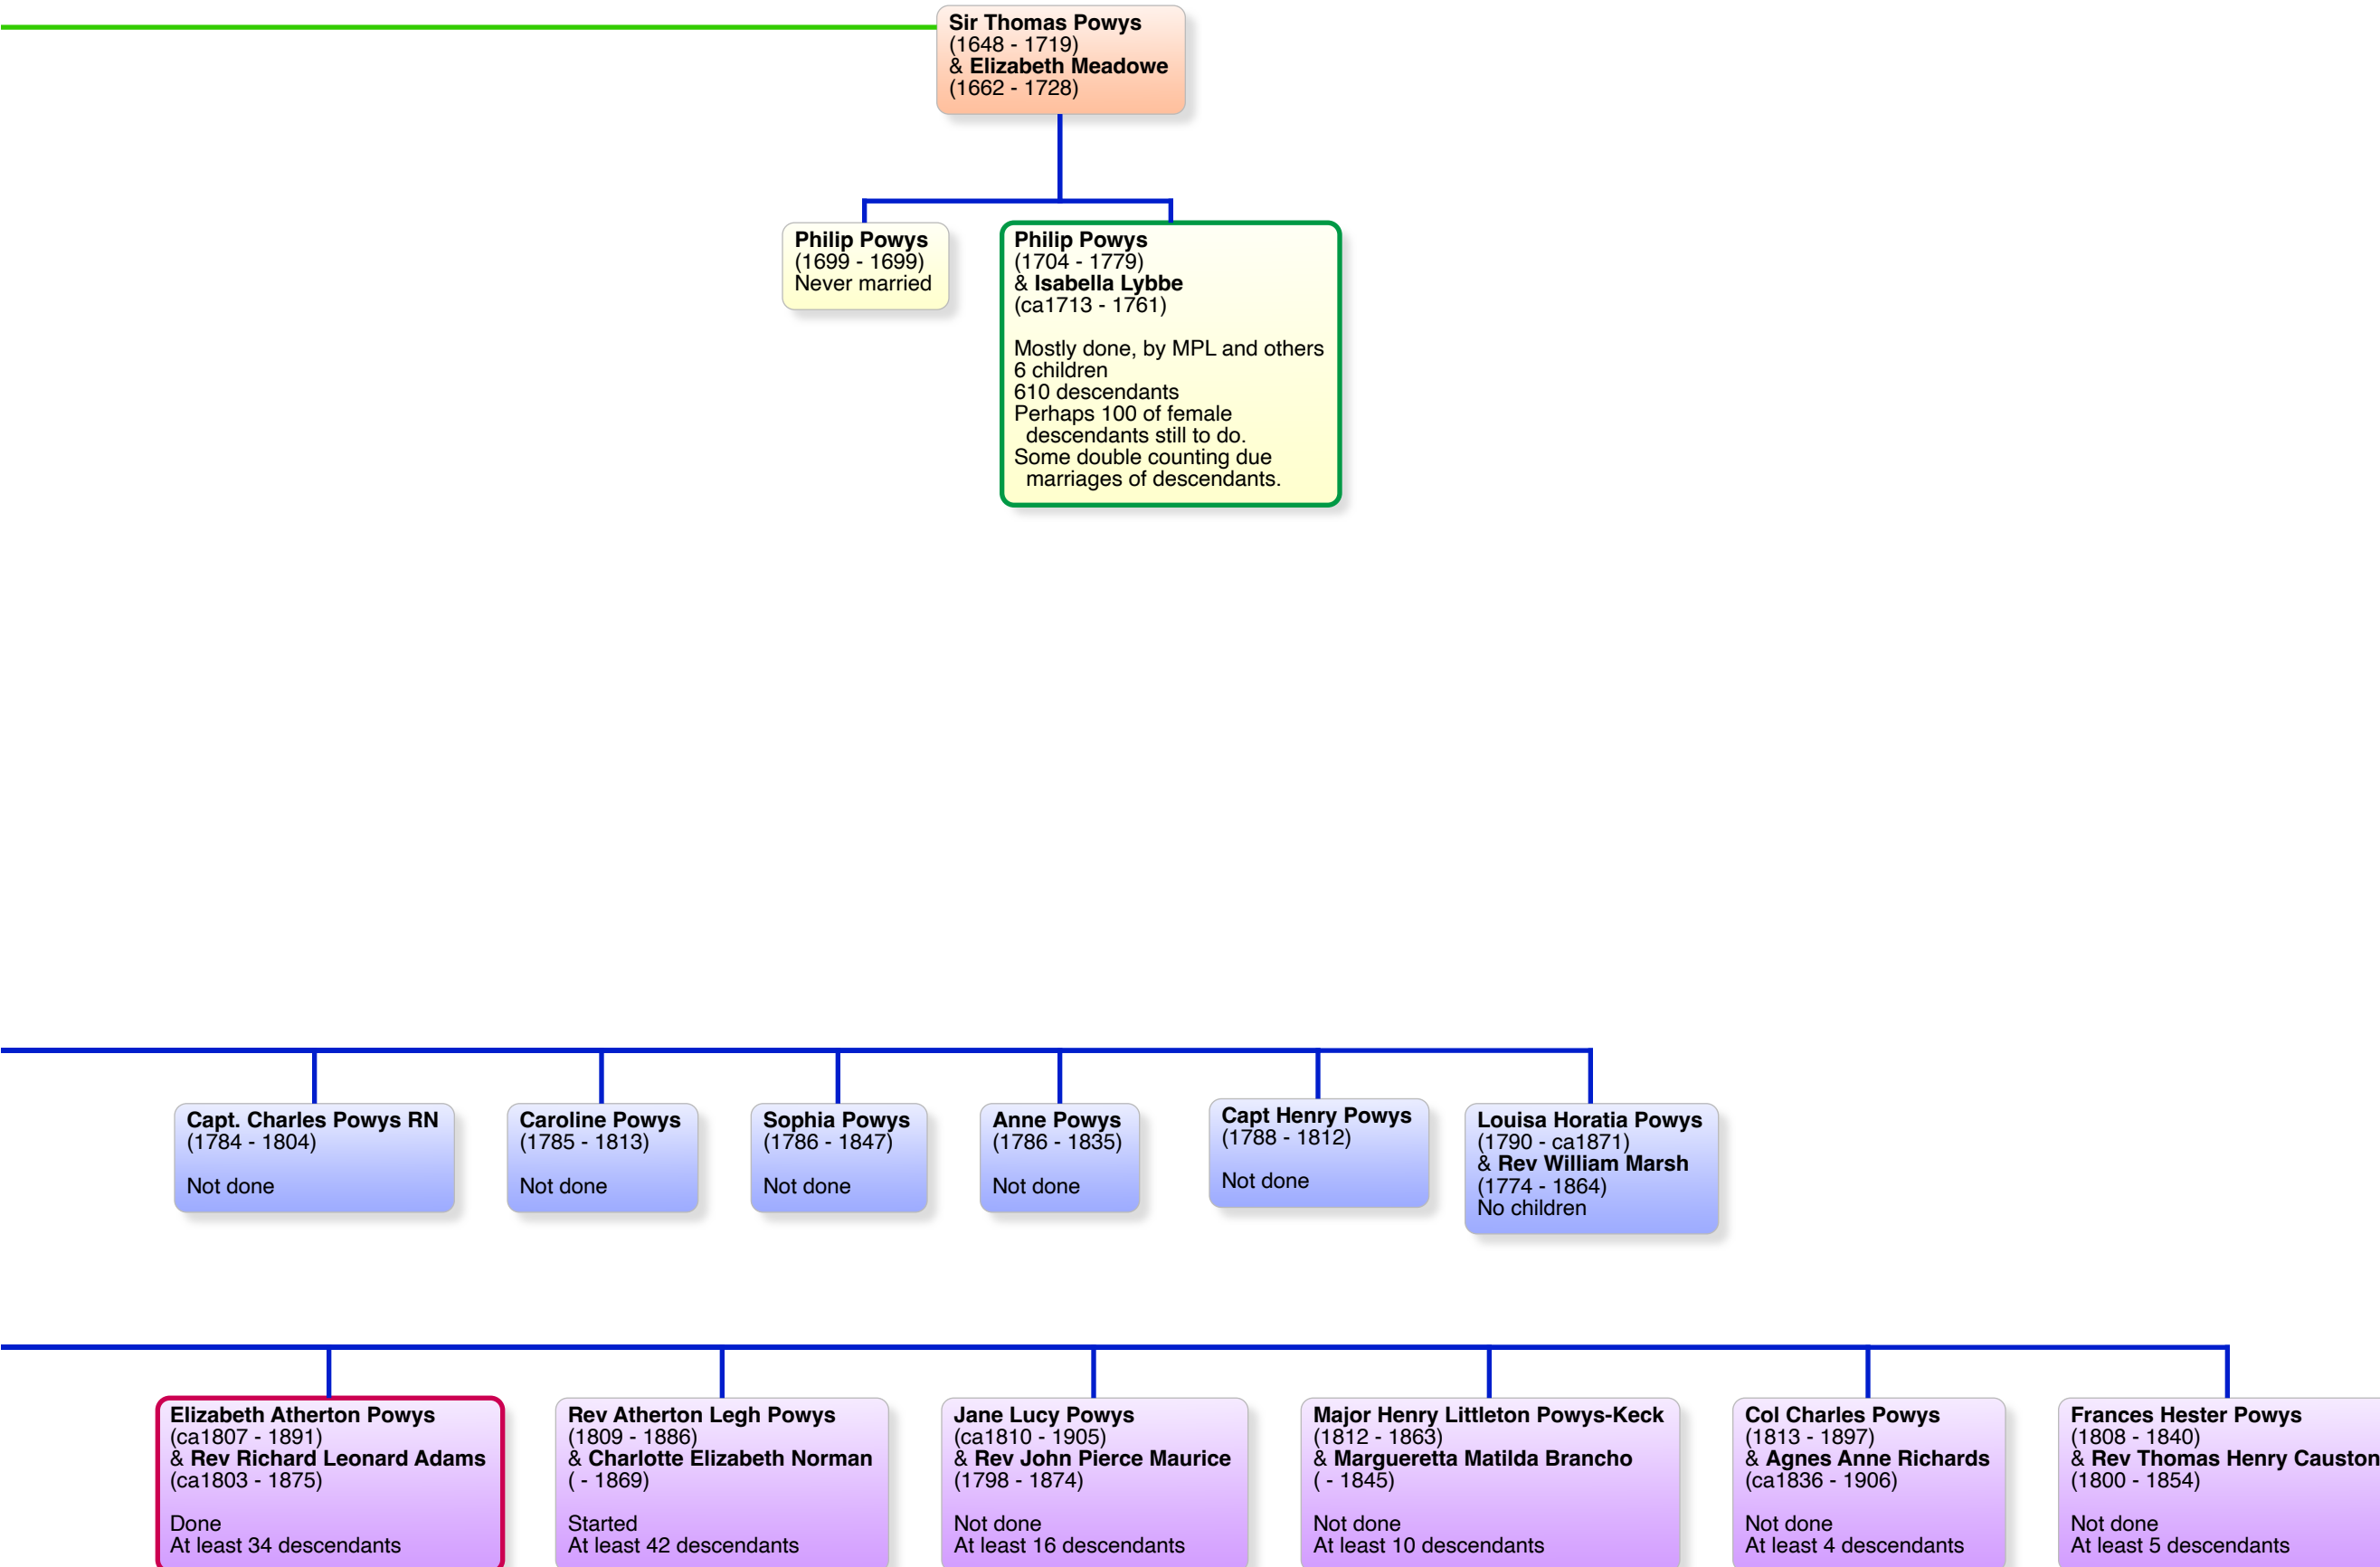 Sir Thomas Powys
(1648 - 1719)
& Elizabeth Meadowe
(1662 - 1728)
Philip Powys
(1699 - 1699)
Never married
Philip Powys
(1704 - 1779)
& Isabella Lybbe
(ca1713 - 1761)
Mostly done, by MPL and others
6 children
610 descendants
Perhaps 100 of female
descendants still to do.
Some double counting due
marriages of descendants.
Capt. Charles Powys RN
(1784 - 1804)
Not done
Caroline Powys
(1785 - 1813)
Not done
Sophia Powys
(1786 - 1847)
Not done
Anne Powys
(1786 - 1835)
Not done
Capt Henry Powys
(1788 - 1812)
Not done
Louisa Horatia Powys
(1790 - ca1871)
& Rev William Marsh
(1774 - 1864)
No children
Elizabeth Atherton Powys
(ca1807 - 1891)
& Rev Richard Leonard Adams
(ca1803 - 1875)
Done
At least 34 descendants
Rev Atherton Legh Powys
(1809 - 1886)
& Charlotte Elizabeth Norman
( - 1869)
Started
At least 42 descendants
Jane Lucy Powys
(ca1810 - 1905)
& Rev John Pierce Maurice
(1798 - 1874)
Not done
At least 16 descendants
Major Henry Littleton Powys-Keck
(1812 - 1863)
& Margueretta Matilda Brancho
( - 1845)
Not done
At least 10 descendants
Col Charles Powys
(1813 - 1897)
& Agnes Anne Richards
(ca1836 - 1906)
Not done
At least 4 descendants
Frances Hester Powys
(1808 - 1840)
& Rev Thomas Henry Causton
(1800 - 1854)
Not done
At least 5 descendants